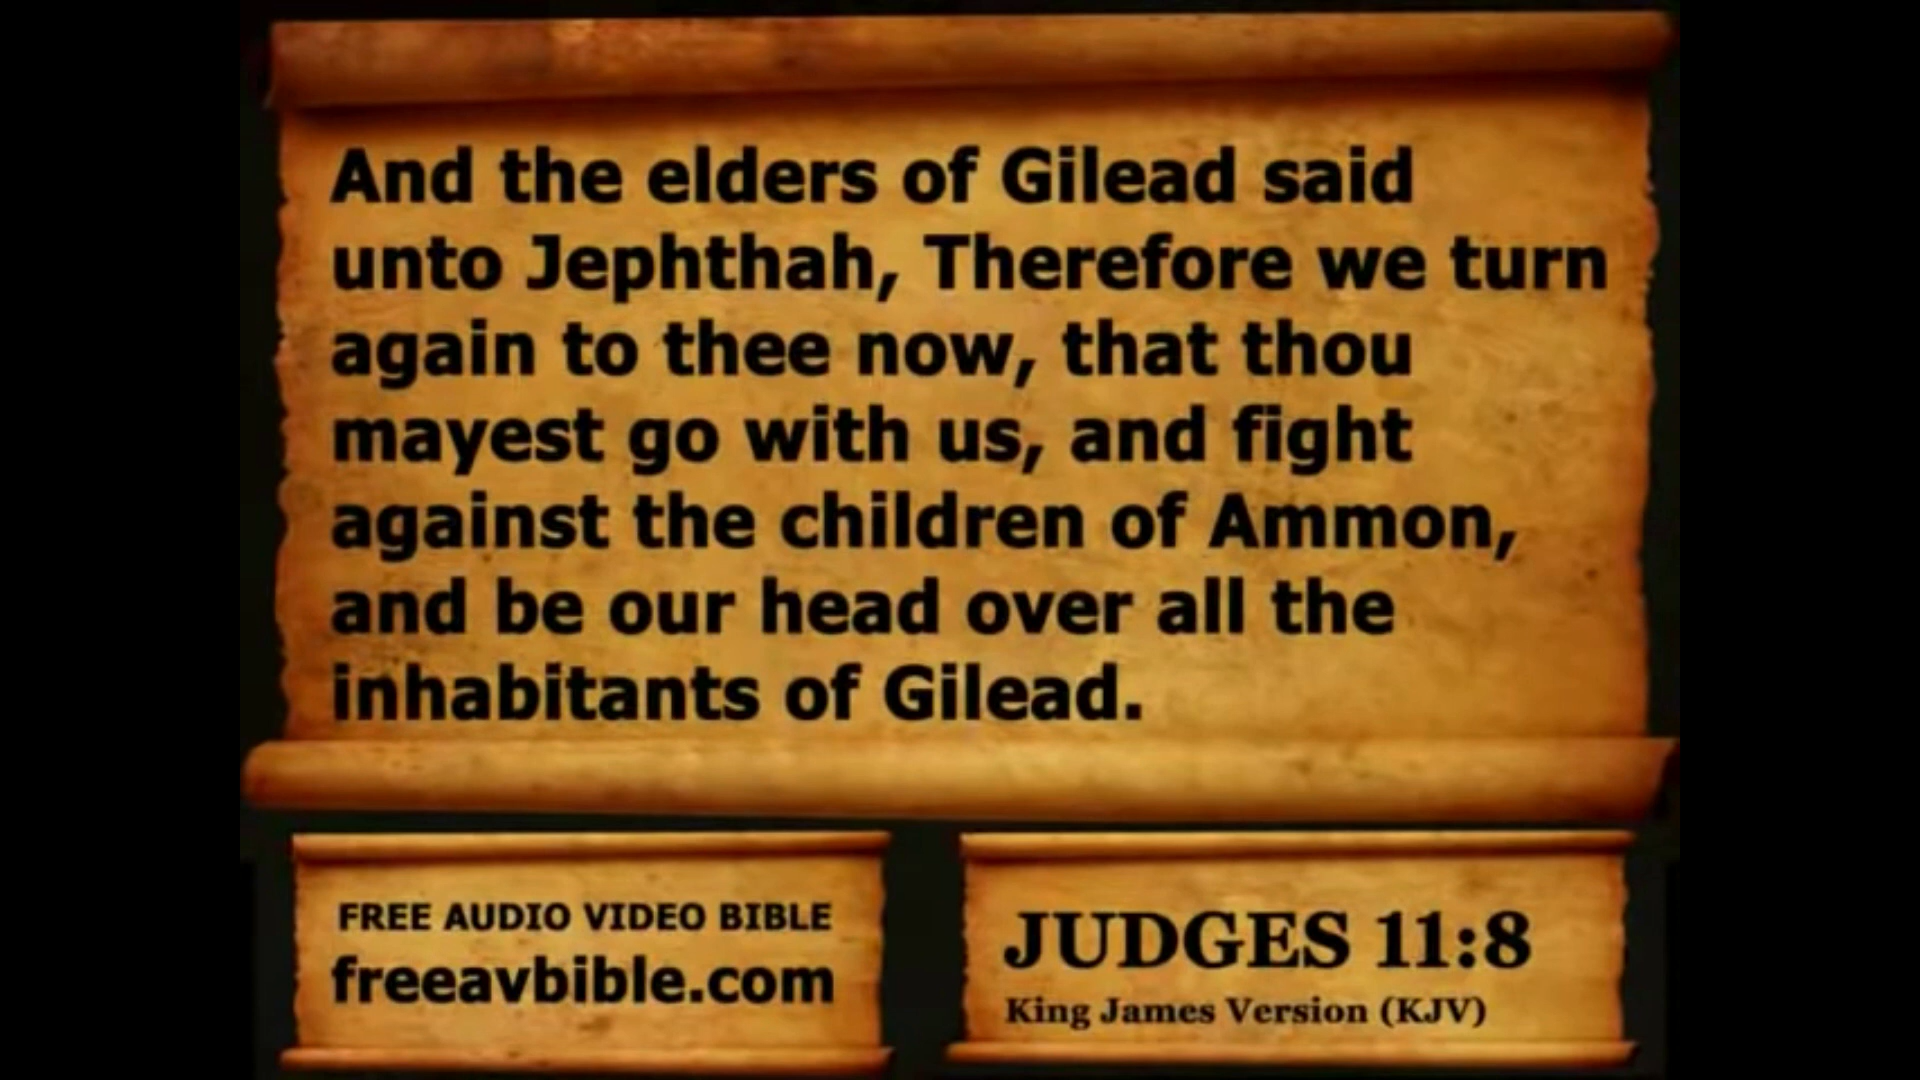 And the elders of Gilead said
unto Jephthah, Therefore we turn
again to thee now, that thou
mayest go with us, and fight
against the children of Ammon,
and be our head over all the
inhabitants of Gilead.
FREE AUDIO VIDEO BIBLE
freeavbible.com
JUDGES 11:8
King James Version (KJV)